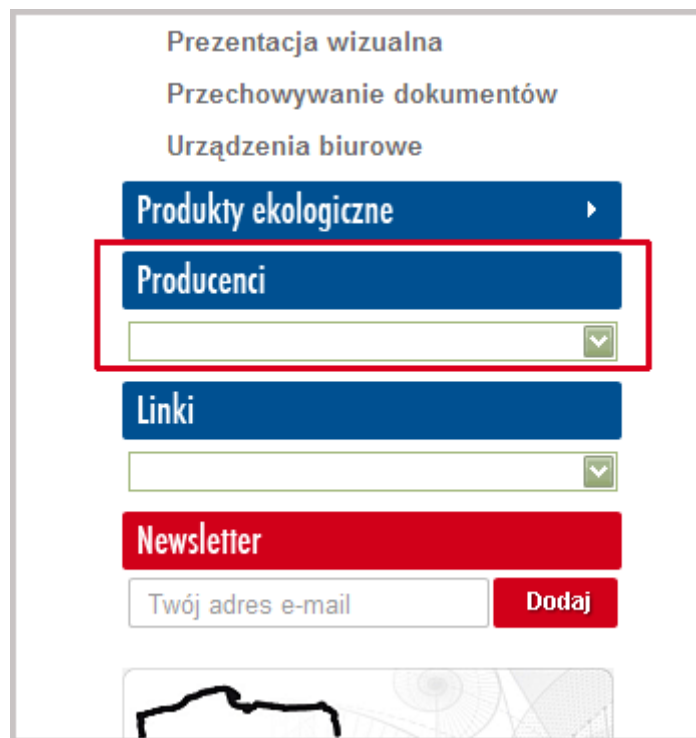 Prezentacja wizualna
Przechowywanie dokumentów
Urządzenia biurowe
Produkty ekologiczne
Producenci
Linki
Newsletter
Twój adres e-mail Dodaj